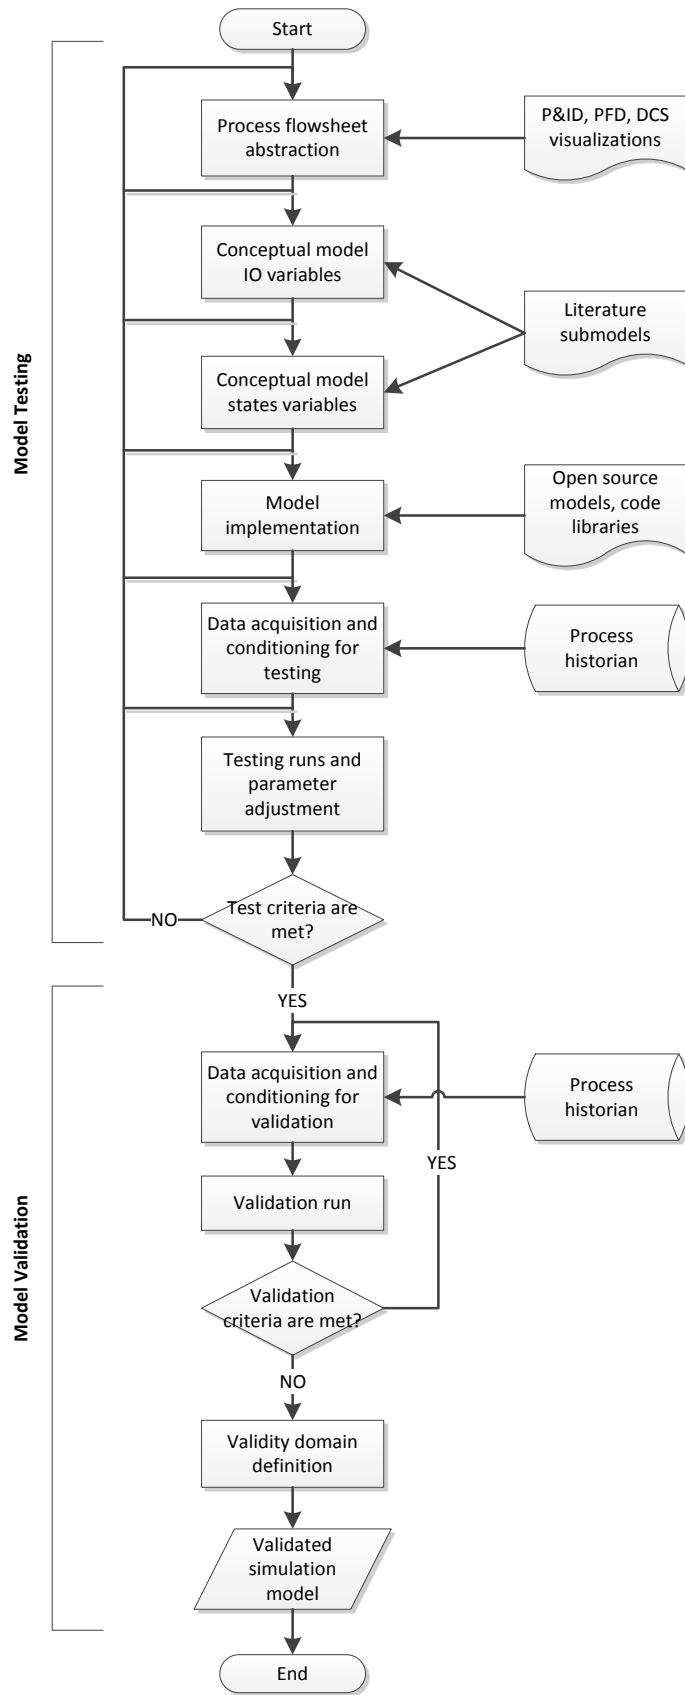 Start
Process flowsheet
abstraction
P&ID, PFD, DCS
visualizations
Conceptual model
IO variables
Literature
submodels
Conceptual model
states variables
Model Testing
Model
implementation
Open source
models, code
libraries
Data acquisition and
conditioning for
testing
Process
historian
Testing runs and
parameter
adjustment
Test criteria are
met?
NO
YES
Data acquisition and
conditioning for
validation
Process
historian
YES
Validation run
Model Validation
Validation
criteria are met?
NO
Validity domain
definition
Validated
simulation
model
End